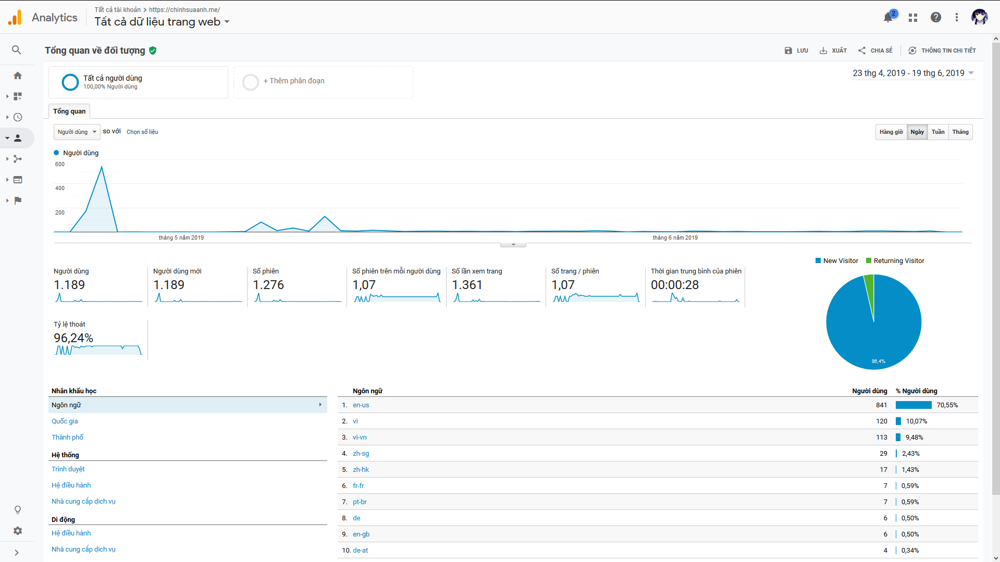 Analytics
Tất cả tài khoản > https://chinhsuaanh.me/
Tất cả dữ liệu trang web
2
Tổng quan về đối tượng
LƯU
XUẤT
CHIA SẺ
THÔNG TIN CHI TIẾT
Tất cả người dùng
100,00% Người dùng
+ Thêm phân đoạn
23 thg 4, 2019 - 19 thg 6, 2019
Tổng quan
Người dùng so với Chọn số liệu
Hàng giờ Ngày Tuần Tháng
Người dùng
600
400
200
tháng 5 năm 2019
tháng 6 năm 2019
New Visitor Returning Visitor
Người dùng
1.189
Người dùng mới
1.189
Số phiên
1.276
Số phiên trên mỗi người dùng
1,07
Số lần xem trang
1.361
Số trang / phiên
1,07
Thời gian trung bình của phiên
00:00:28
Tỷ lệ thoát
96,24%
96,4%
Nhân khẩu học
Ngôn ngữ
Quốc gia
Thành phố
Hệ thống
Trình duyệt
Hệ điều hành
Nhà cung cấp dịch vụ
Di động
Hệ điều hành
Nhà cung cấp dịch vụ
Ngôn ngữ Người dùng % Người dùng
1. en-us 841 70,55%
2. vi 120 10,07%
3. vi-vn 113 9,48%
4. zh-sg 29 2,43%
5. zh-hk 17 1,43%
6. fr-fr 7 0,59%
7. pt-br 7 0,59%
8. de 6 0,50%
9. en-gb 6 0,50%
10. de-at 4 0,34%